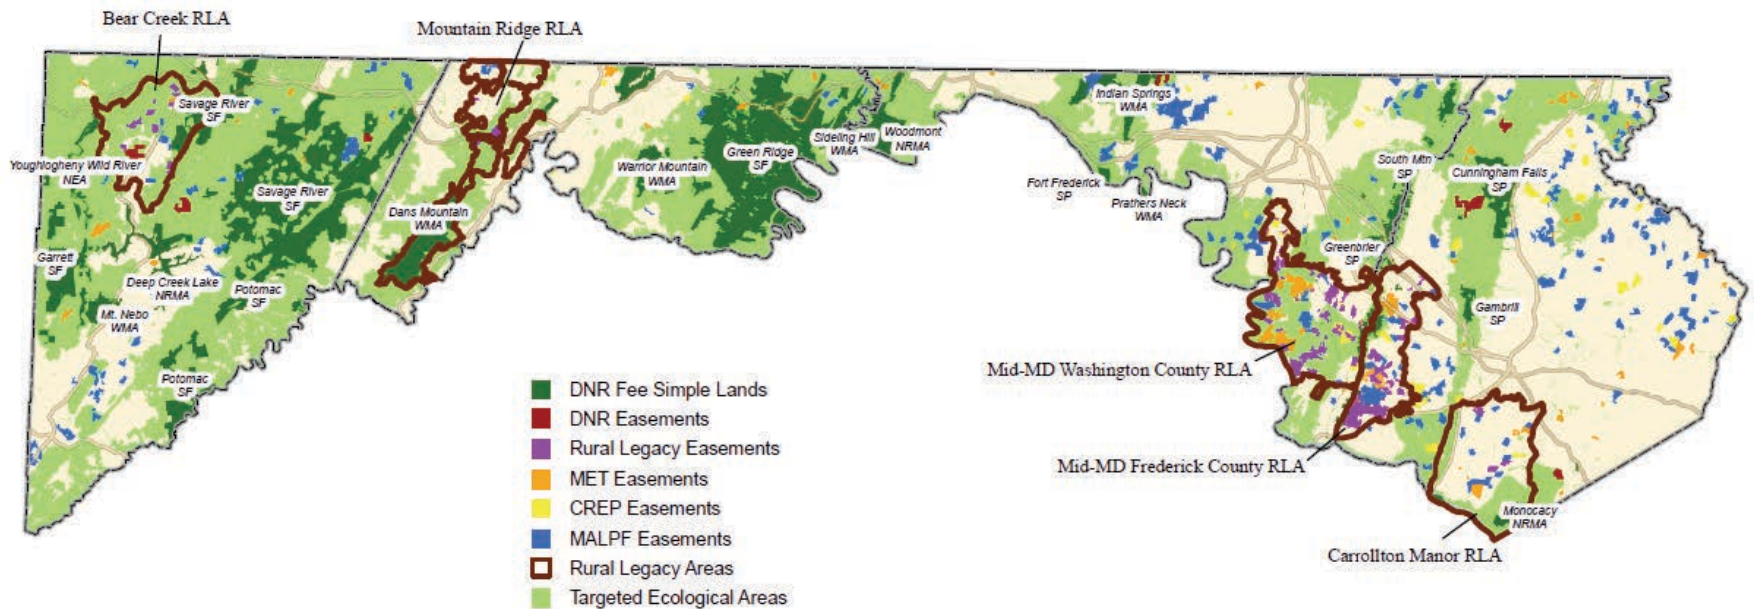 Bear Creek RLA
Mountain Ridge RLA
Savage River
SF
Youghiogheny Wild River
NEA
Savage River
SF
Garrett
SF
Deep Creek Lake
NRMA
Mt. Nebo
WMA
Potomac
SF
Potomac
SF
Dans Mountain
WMA
Warrior Mountain
WMA
Green Ridge
SF
Sideling Hill
WMA
Woodmont
NRMA
Indian Springs
WMA
Fort Frederick
SP
Prathers Neck
WMA
South Mtn
SP
Cunningham Falls
SP
Greenbrier
SP
Gambrill
SP
Mid-MD Washington County RLA
Mid-MD Frederick County RLA
Monocacy
NRMA
Carrollton Manor RLA
DNR Fee Simple Lands
DNR Easements
Rural Legacy Easements
MET Easements
CREP Easements
MALPF Easements
Rural Legacy Areas
Targeted Ecological Areas